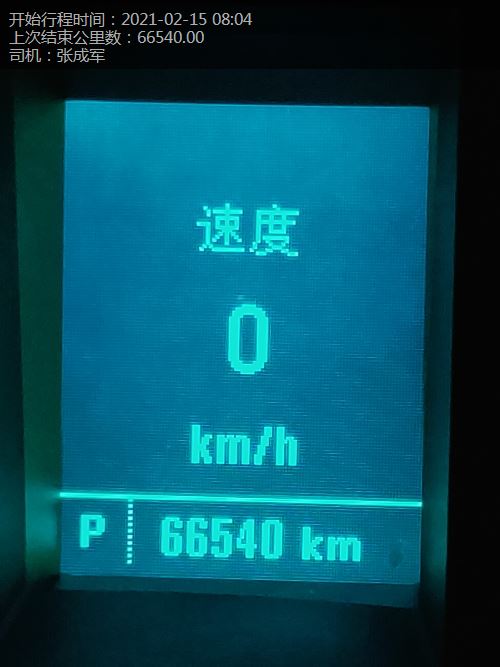 开始行程时间：2021-02-15 08:04
上次结束公里数：66540.00
司机：张成军
速度
0
km/h
P 66540 km